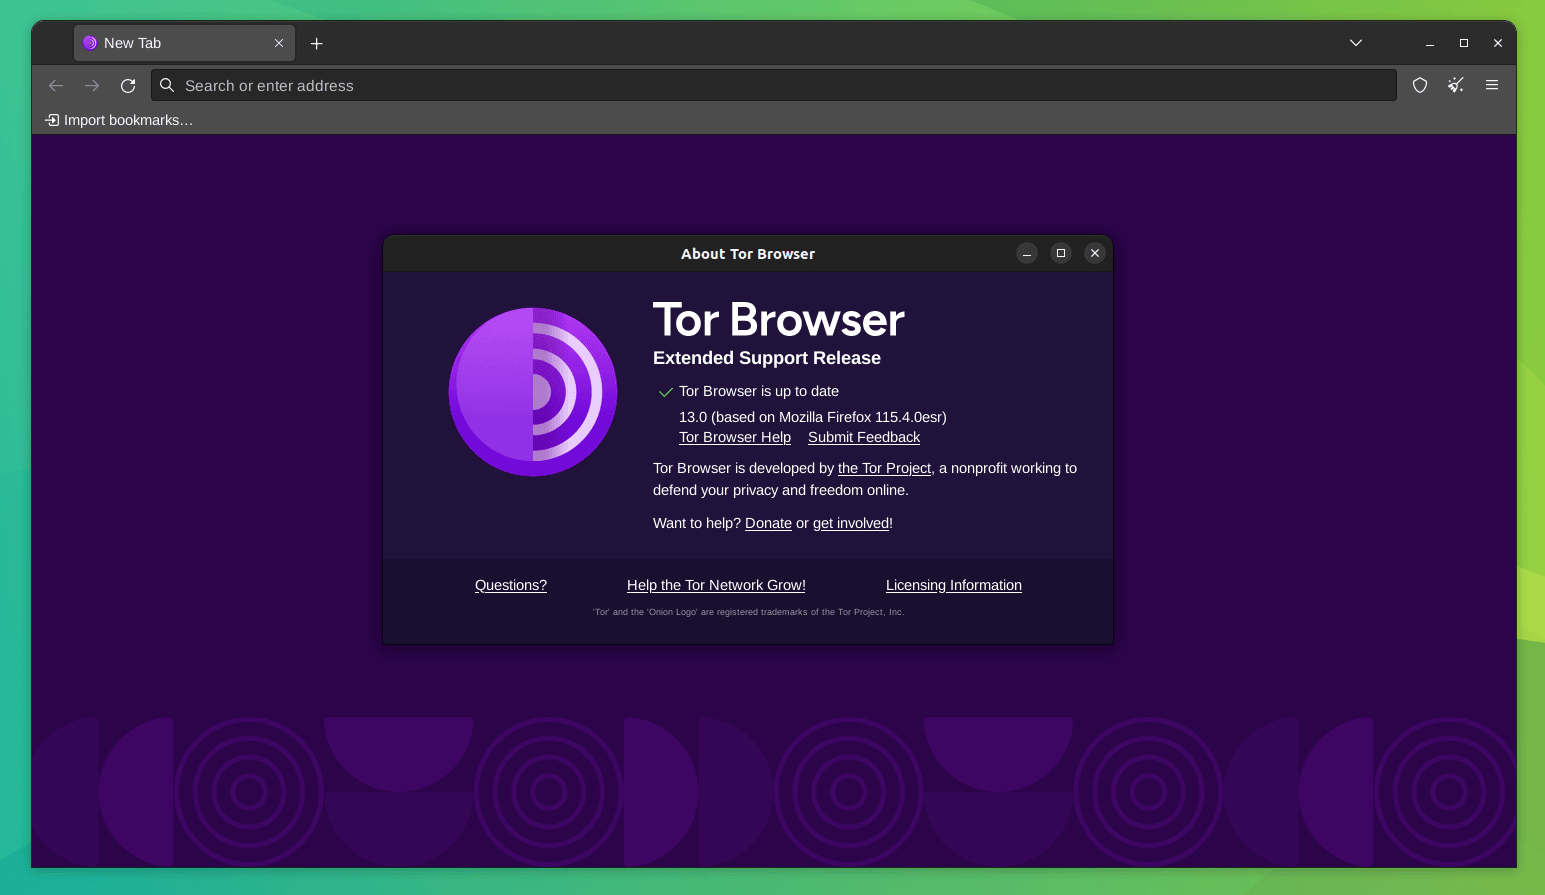 New Tab
Search or enter address
Import bookmarks…
About Tor Browser
Tor Browser
Extended Support Release
Tor Browser is up to date
13.0 (based on Mozilla Firefox 115.4.0esr)
Tor Browser Help Submit Feedback
Tor Browser is developed by the Tor Project, a nonprofit working to
defend your privacy and freedom online.
Want to help? Donate or get involved!
Questions? Help the Tor Network Grow! Licensing Information
'Tor' and the 'Onion Logo' are registered trademarks of the Tor Project, Inc.